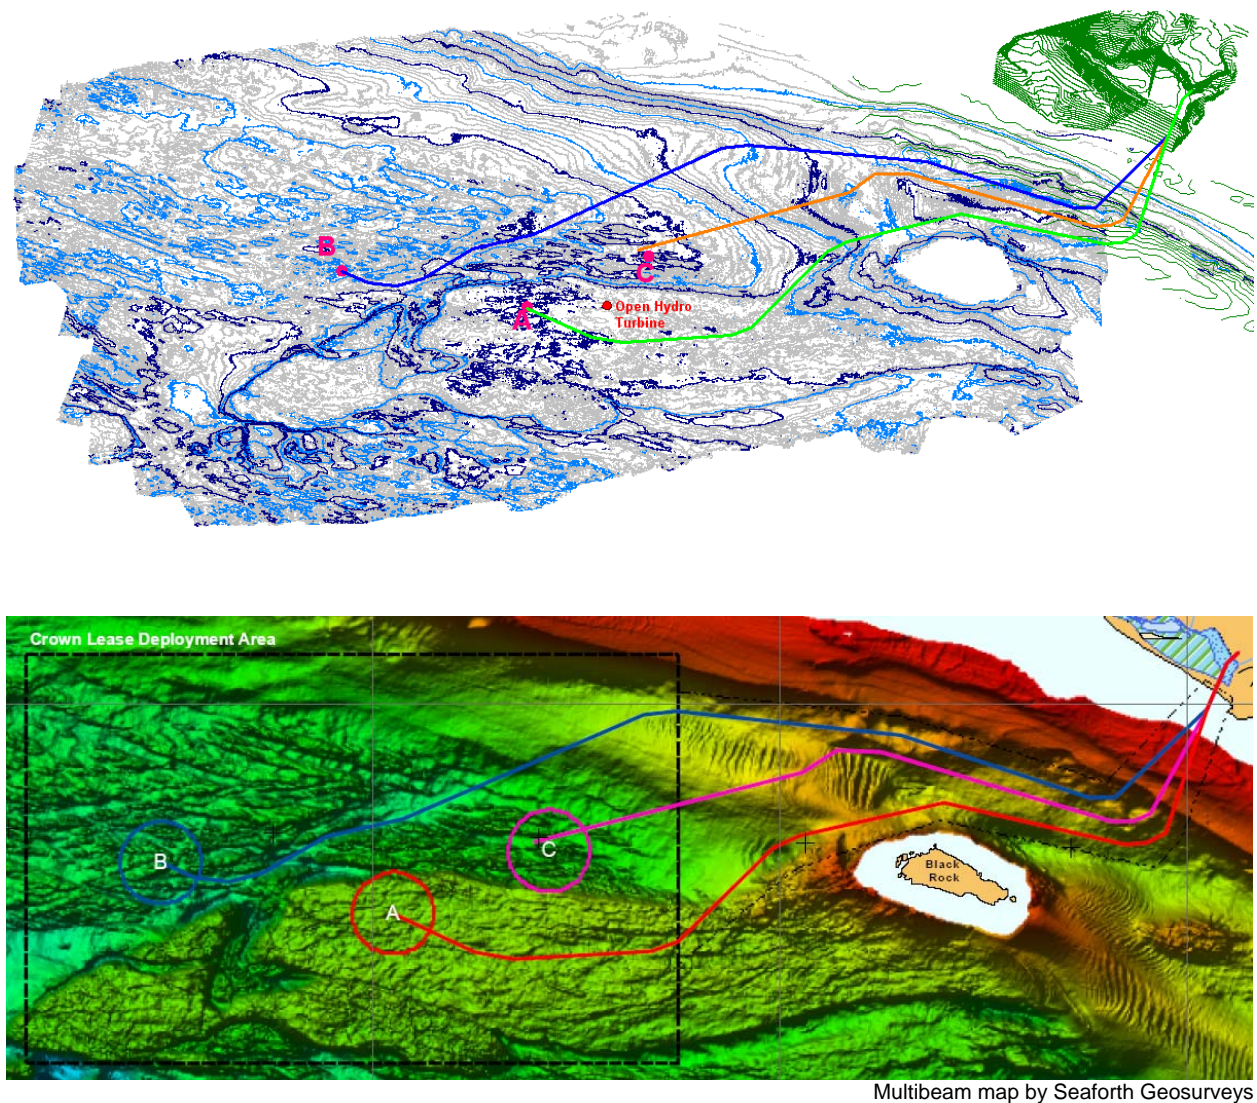 B
C
A
Open Hydro
Turbine
Crown Lease Deployment Area
B
C
A
Black
Rock
Multibeam map by Seaforth Geosurveys